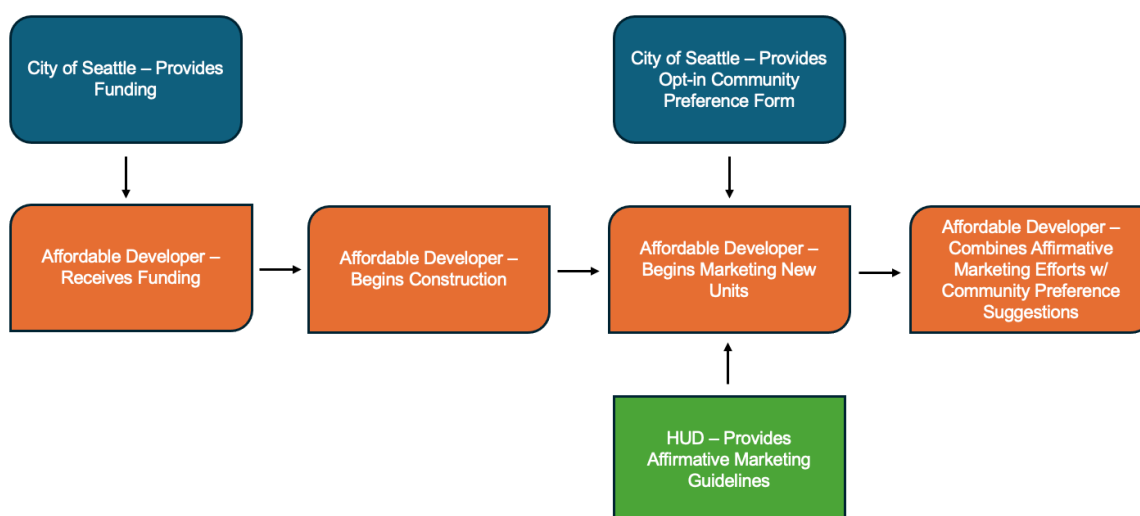 City of Seattle – Provides
Funding
City of Seattle – Provides
Opt-in Community
Preference Form
Affordable Developer –
Receives Funding
Affordable Developer –
Begins Construction
Affordable Developer –
Begins Marketing New
Units
Affordable Developer –
Combines Affirmative
Marketing Efforts w/
Community Preference
Suggestions
HUD – Provides
Affirmative Marketing
Guidelines